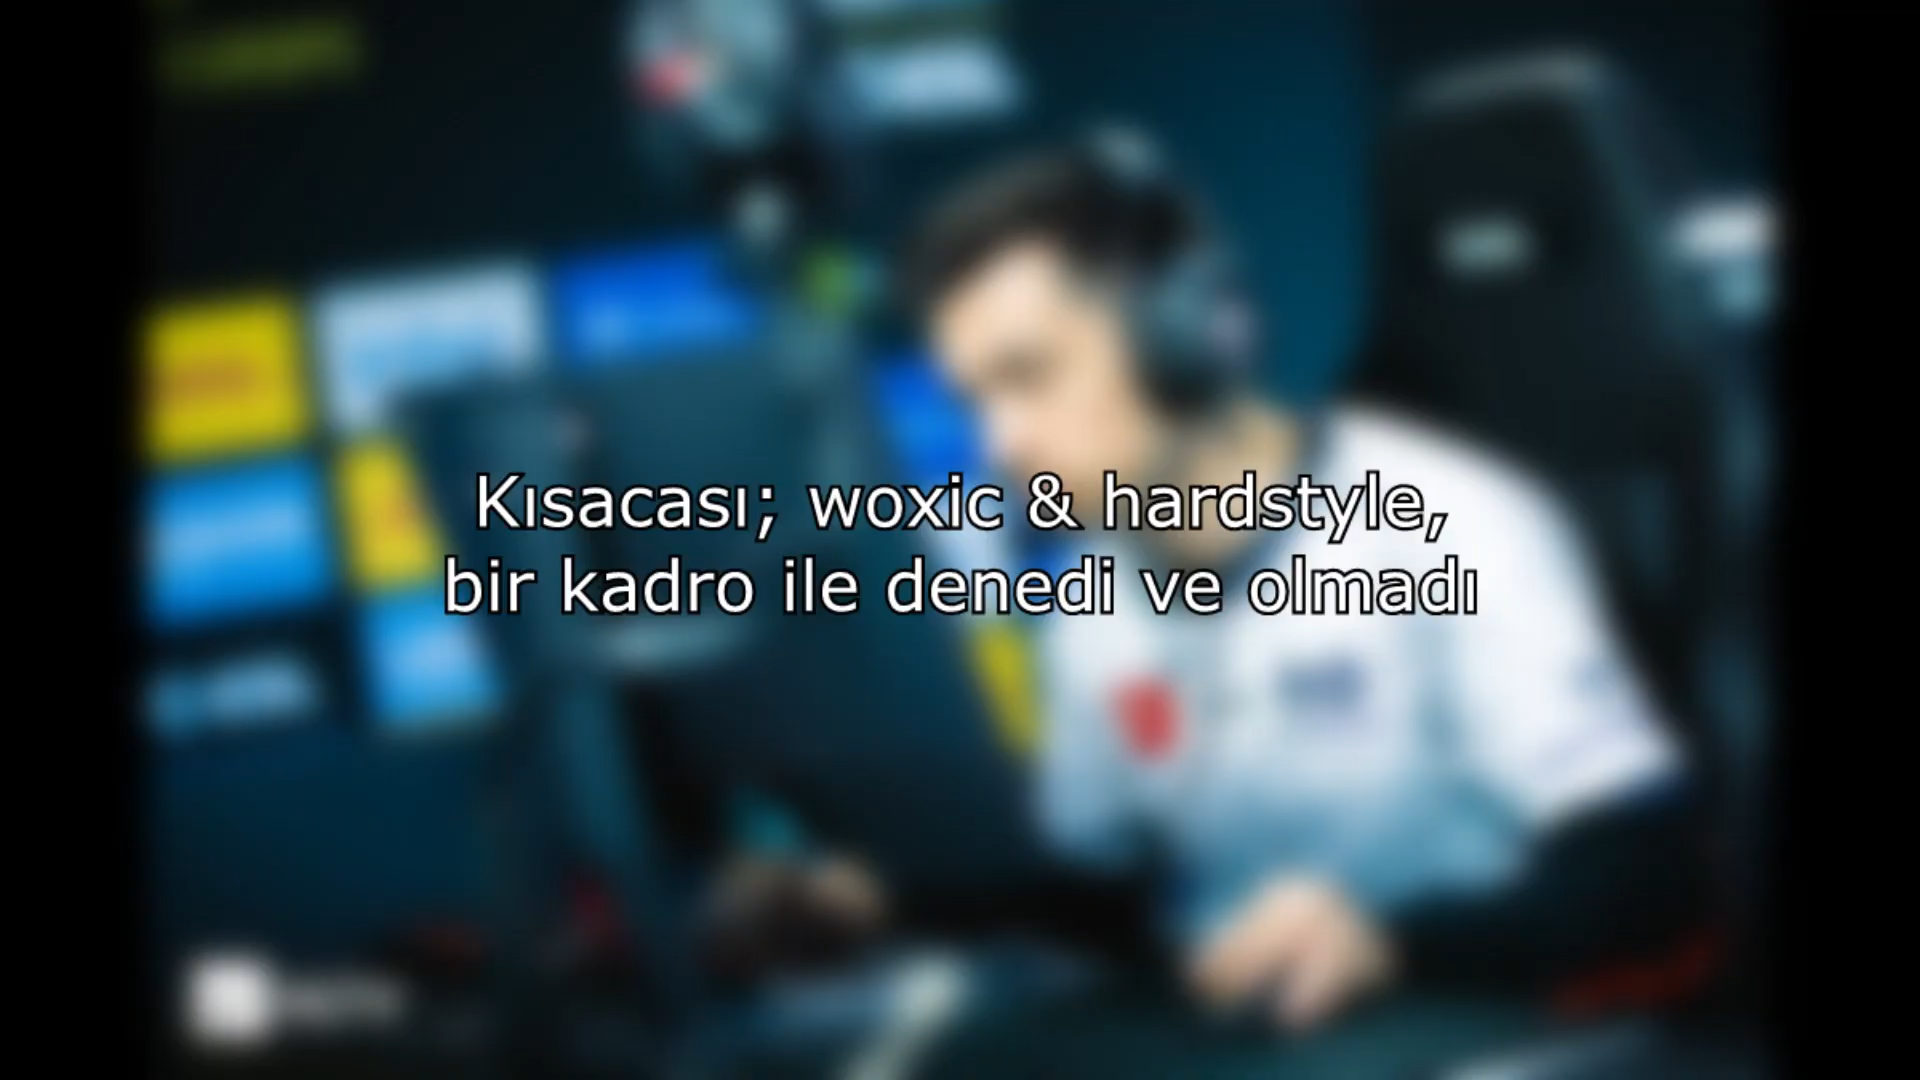 Kısacası; woxic & hardstyle,
bir kadro ile denedi ve olmadı